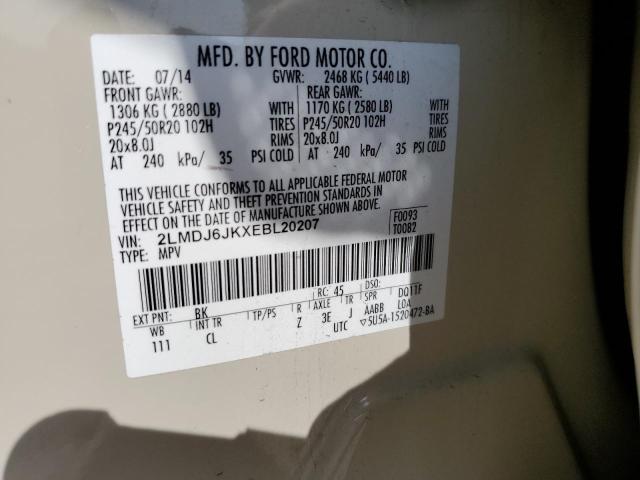 MFD. BY FORD MOTOR CO.
DATE: 07/14 GVWR: 2468 KG ( 5440 LB)
FRONT GAWR: REAR GAWR:
1306 KG ( 2880 LB) WITH 1170 KG ( 2580 LB) WITH
P245/50R20 102H TIRES P245/50R20 102H TIRES
20x8.0J RIMS 20x8.0J RIMS
AT 240 kPa/ 35 PSI COLD AT 240 kPa/ 35 PSI COLD
THIS VEHICLE CONFORMS TO ALL APPLICABLE FEDERAL MOTOR
VEHICLE SAFETY AND THEFT PREVENTION STANDARDS IN
EFFECT ON THE DATE OF MANUFACTURE SHOWN ABOVE.
VIN: 2LMDJ6JKXEBL20207 F0093
TYPE: MPV T0082
EXT PNT: BK RC: 45 DSO:
WB INT TR TP/PS R AXLE TR SPR DQT1F
111 CL Z 3E J AABB LOA
UTC ▽5U5A-1520472-BA